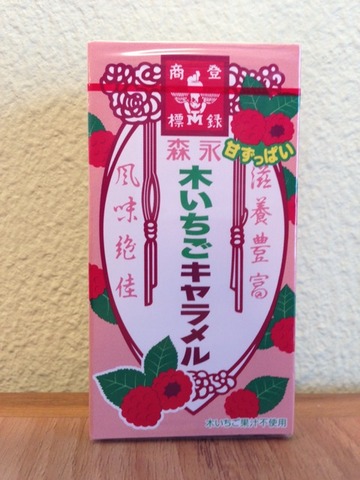 商登
標録
森永
甘ずっぱい
木いちごキャラメル
滋養豊富
風味絶佳
木いちご果汁不使用